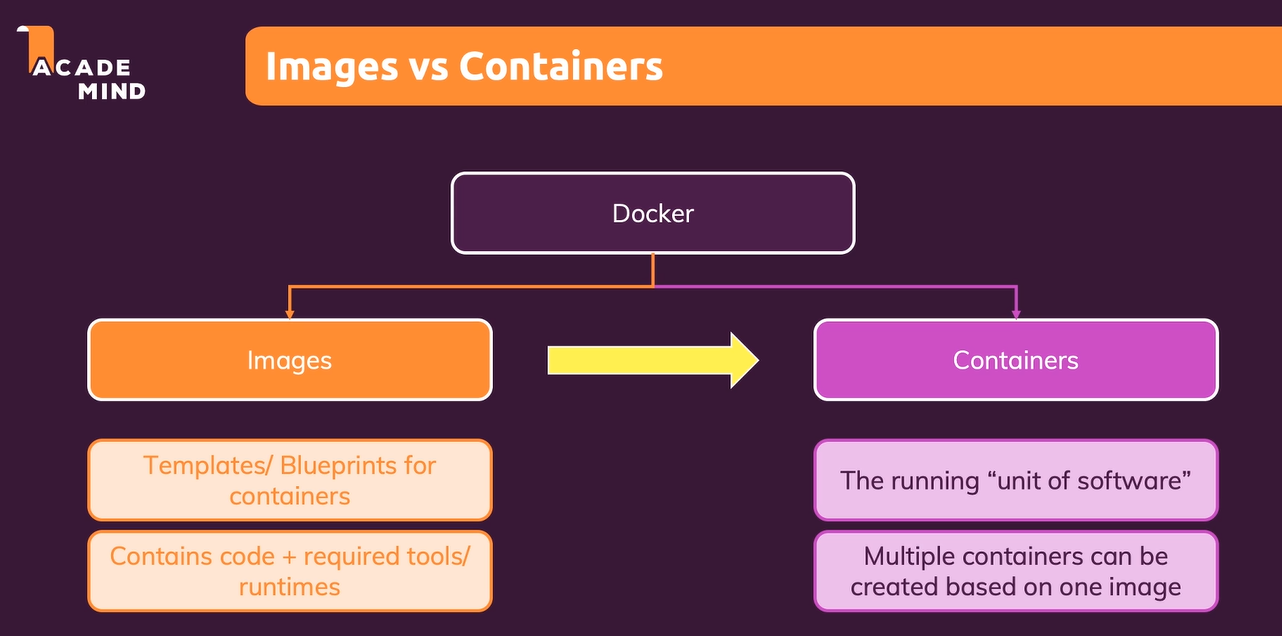 ACADE
MIND
Images vs Containers
Docker
Images
Containers
Templates/ Blueprints for
containers
The running “unit of software”
Contains code + required tools/
runtimes
Multiple containers can be
created based on one image